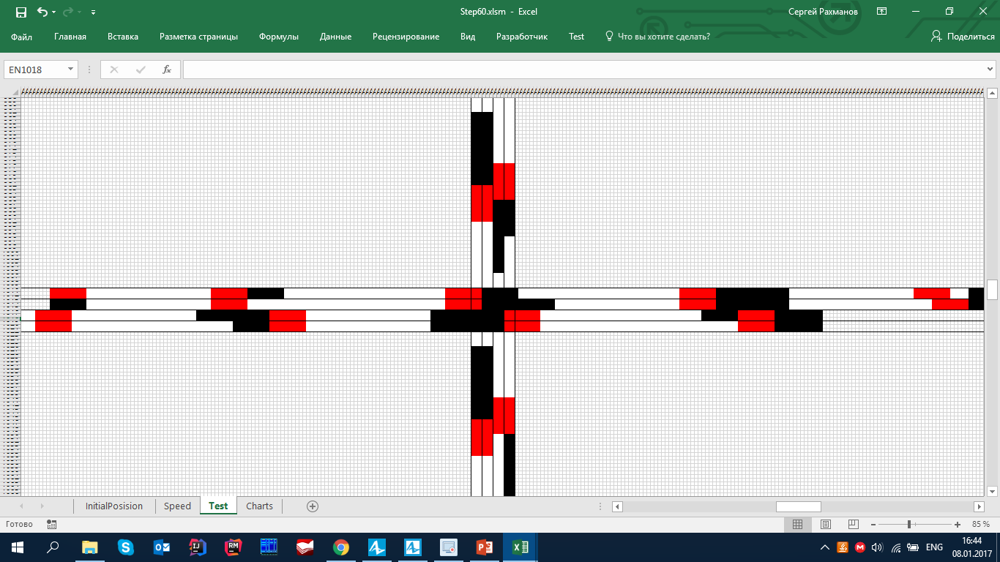 Step60.xlsm - Excel
Сергей Рахманов
Файл Главная Вставка Разметка страницы Формулы Данные Рецензирование Вид Разработчик Test Что вы хотите сделать? Поделиться
EN1018 fx
InitialPosision Speed Test Charts
Готово 85 %
ENG 16:44
08.01.2017